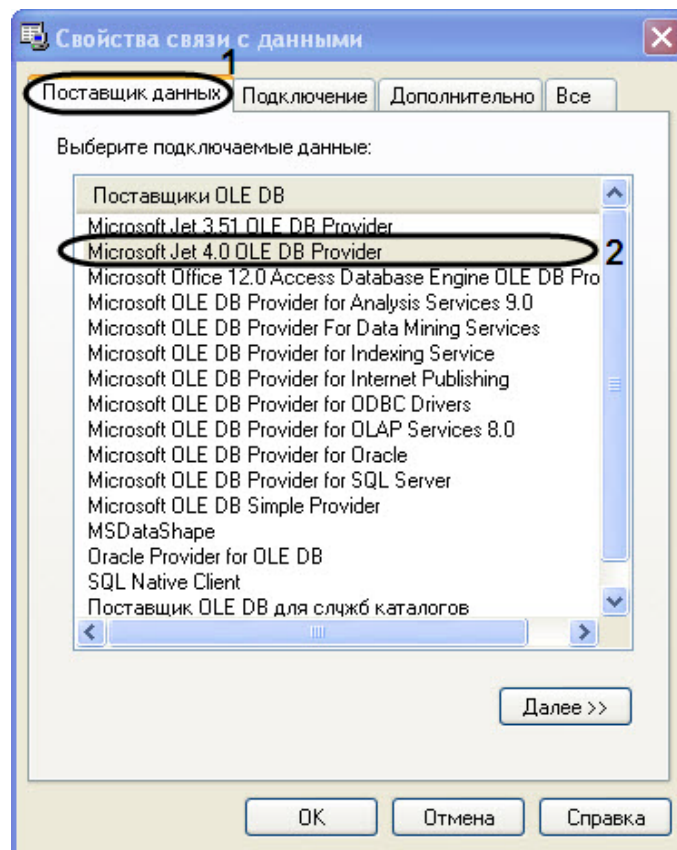 Свойства связи с данными
1
Поставщик данных Подключение Дополнительно Все
Выберите подключаемые данные:
Поставщики OLE DB
Microsoft Jet 3.51 OLE DB Provider
Microsoft Jet 4.0 OLE DB Provider 2
Microsoft Office 12.0 Access Database Engine OLE DB Pro
Microsoft OLE DB Provider for Analysis Services 9.0
Microsoft OLE DB Provider For Data Mining Services
Microsoft OLE DB Provider for Indexing Service
Microsoft OLE DB Provider for Internet Publishing
Microsoft OLE DB Provider for ODBC Drivers
Microsoft OLE DB Provider for OLAP Services 8.0
Microsoft OLE DB Provider for Oracle
Microsoft OLE DB Provider for SQL Server
Microsoft OLE DB Simple Provider
MSDataShape
Oracle Provider for OLE DB
SQL Native Client
Поставщик OLE DB для служб каталогов
Далее >>
OK Отмена Справка